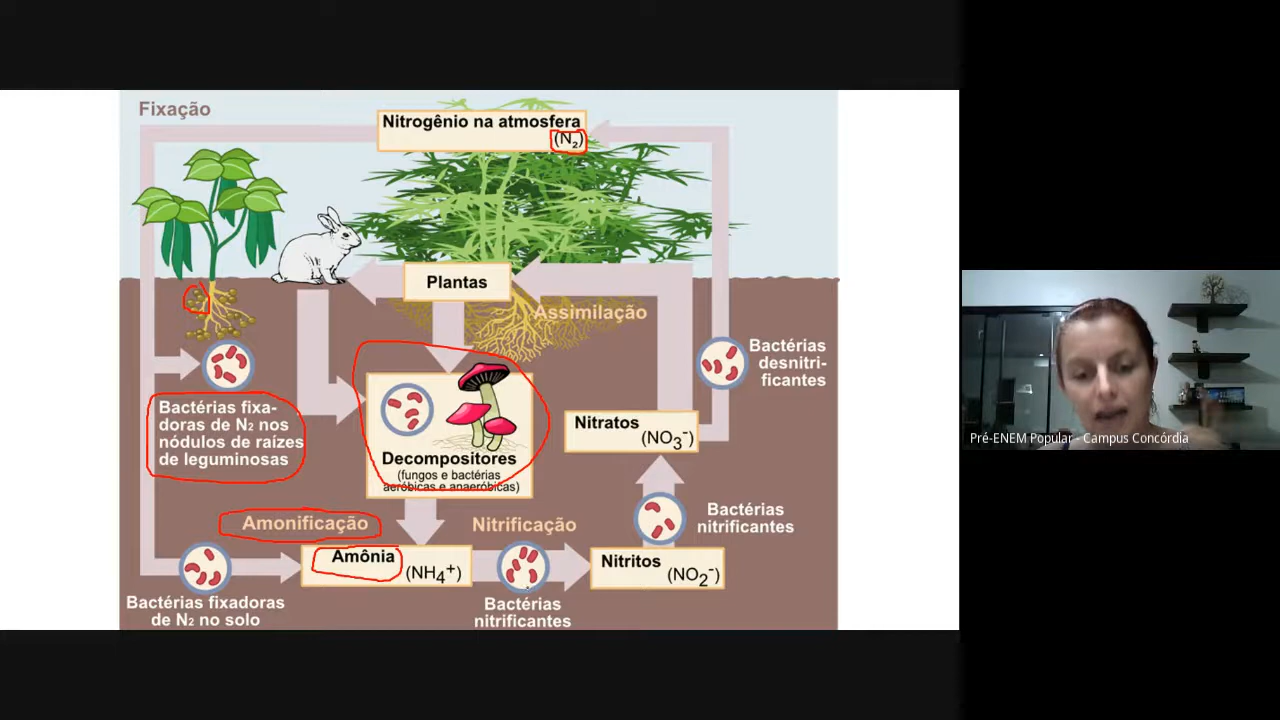 Fixação
Nitrogênio na atmosfera
(N₂)
Plantas
Assimilação
Bactérias
desnitri-
ficantes
Bactérias fixa-
doras de N₂ nos
nódulos de raízes
de leguminosas
Decompositores
(fungos e bactérias
aeróbicas e anaeróbicas)
Nitratos
(NO₃⁻)
Bactérias
nitrificantes
Amonificação
Nitrificação
Amônia
(NH₄⁺)
Nitritos
(NO₂⁻)
Bactérias fixadoras
de N₂ no solo
Bactérias
nitrificantes
Pré-ENEM Popular - Campus Concórdia